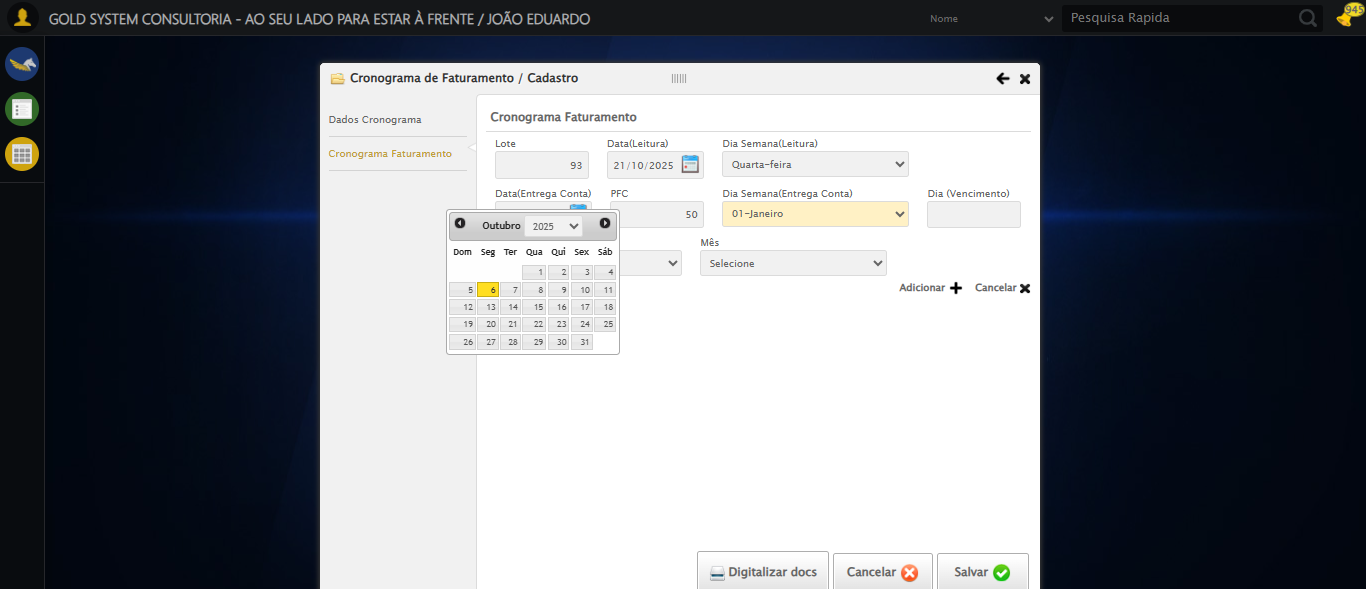 GOLD SYSTEM CONSULTORIA - AO SEU LADO PARA ESTAR À FRENTE / JOÃO EDUARDO
Nome
Pesquisa Rapida
945
Cronograma de Faturamento / Cadastro
Dados Cronograma
Cronograma Faturamento
Cronograma Faturamento
Lote
Data(Leitura)
Dia Semana(Leitura)
93
21/10/2025
Quarta-feira
Data(Entrega Conta)
PFC
Dia Semana(Entrega Conta)
Dia (Vencimento)
50
01-Janeiro
Outubro 2025
Dom Seg Ter Qua Qui Sex Sáb
1 2 3 4
5 6 7 8 9 10 11
12 13 14 15 16 17 18
19 20 21 22 23 24 25
26 27 28 29 30 31
Mês
Selecione
Adicionar
Cancelar
Digitalizar docs
Cancelar
Salvar